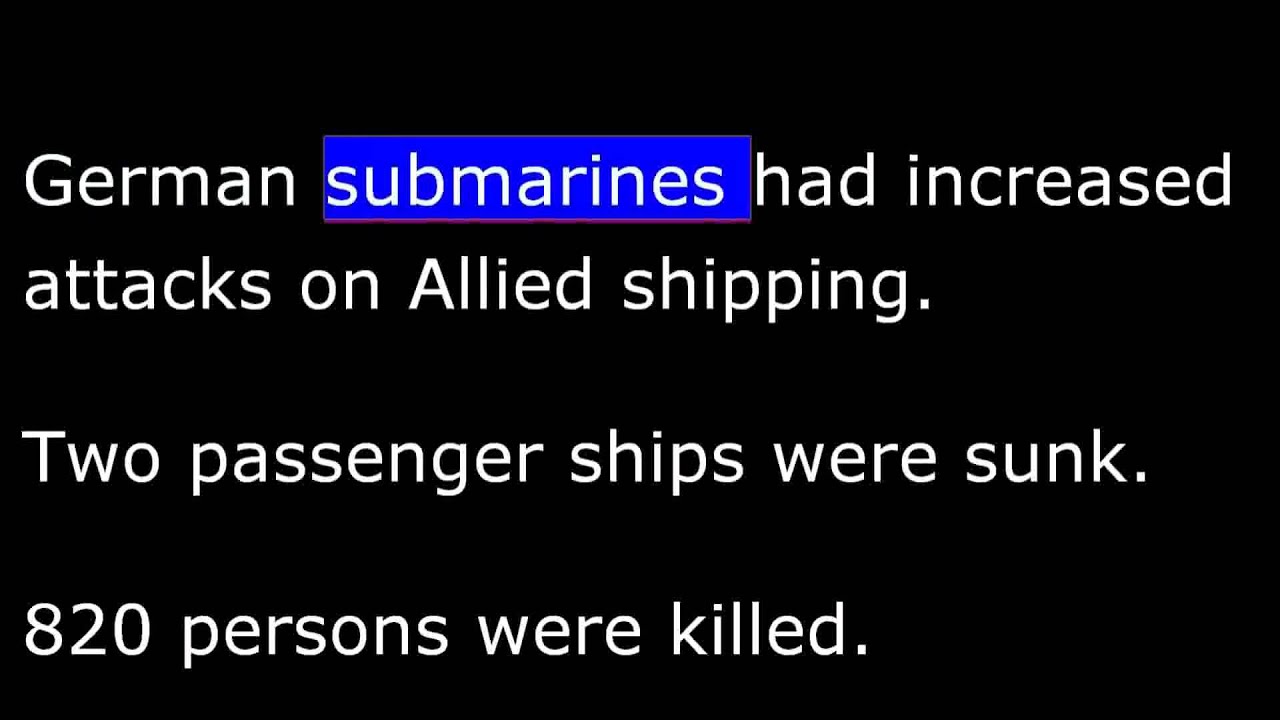 German submarines had increased
attacks on Allied shipping.
Two passenger ships were sunk.
820 persons were killed.